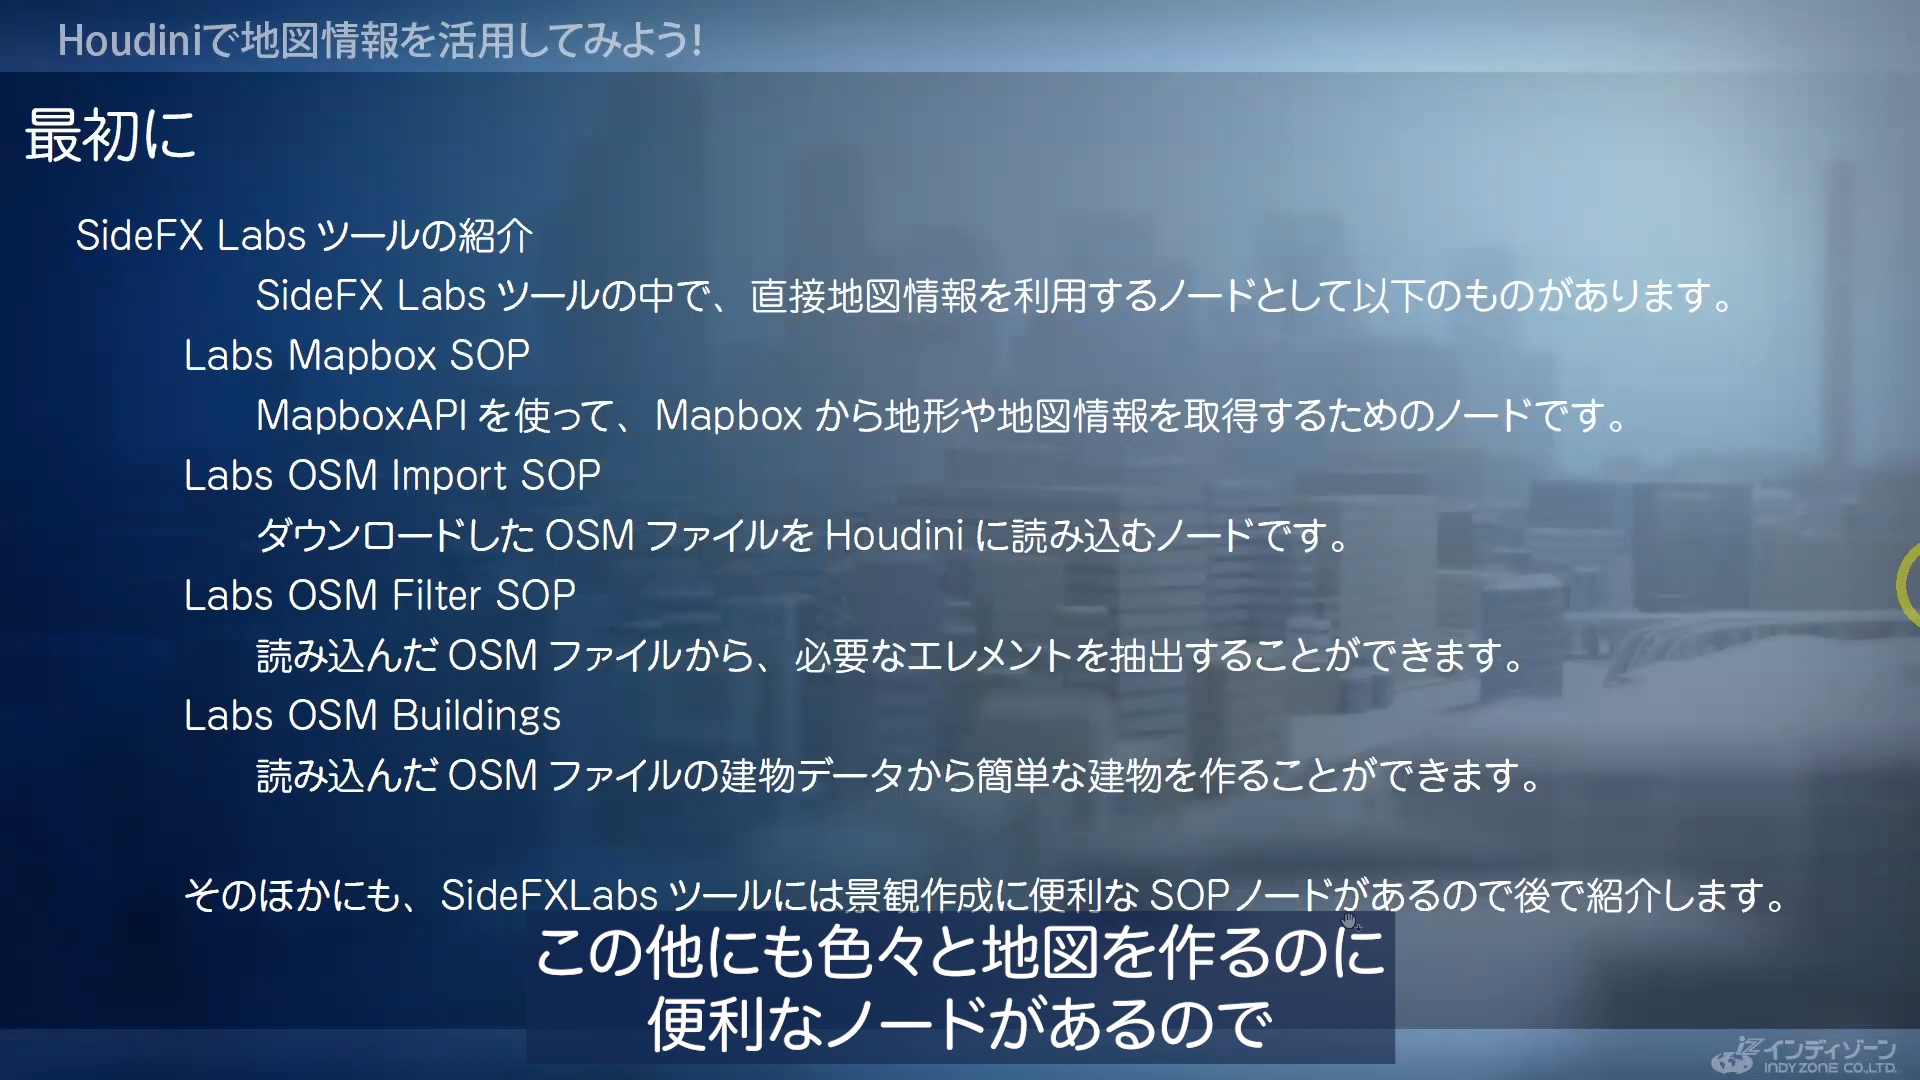 Houdiniで地図情報を活用してみよう!
最初に
SideFX Labs ツールの紹介
SideFX Labs ツールの中で、直接地図情報を利用するノードとして以下のものがあります。
Labs Mapbox SOP
MapboxAPI を使って、Mapbox から地形や地図情報を取得するためのノードです。
Labs OSM Import SOP
ダウンロードした OSM ファイルを Houdini に読み込むノードです。
Labs OSM Filter SOP
読み込んだ OSM ファイルから、必要なエレメントを抽出することができます。
Labs OSM Buildings
読み込んだ OSM ファイルの建物データから簡単な建物を作ることができます。
そのほかにも、SideFXLabs ツールには景観作成に便利な SOP ノードがあるので後で紹介します。
この他にも色々と地図を作るのに
便利なノードがあるので
iZ インディゾーン
INDYZONE CO.,LTD.